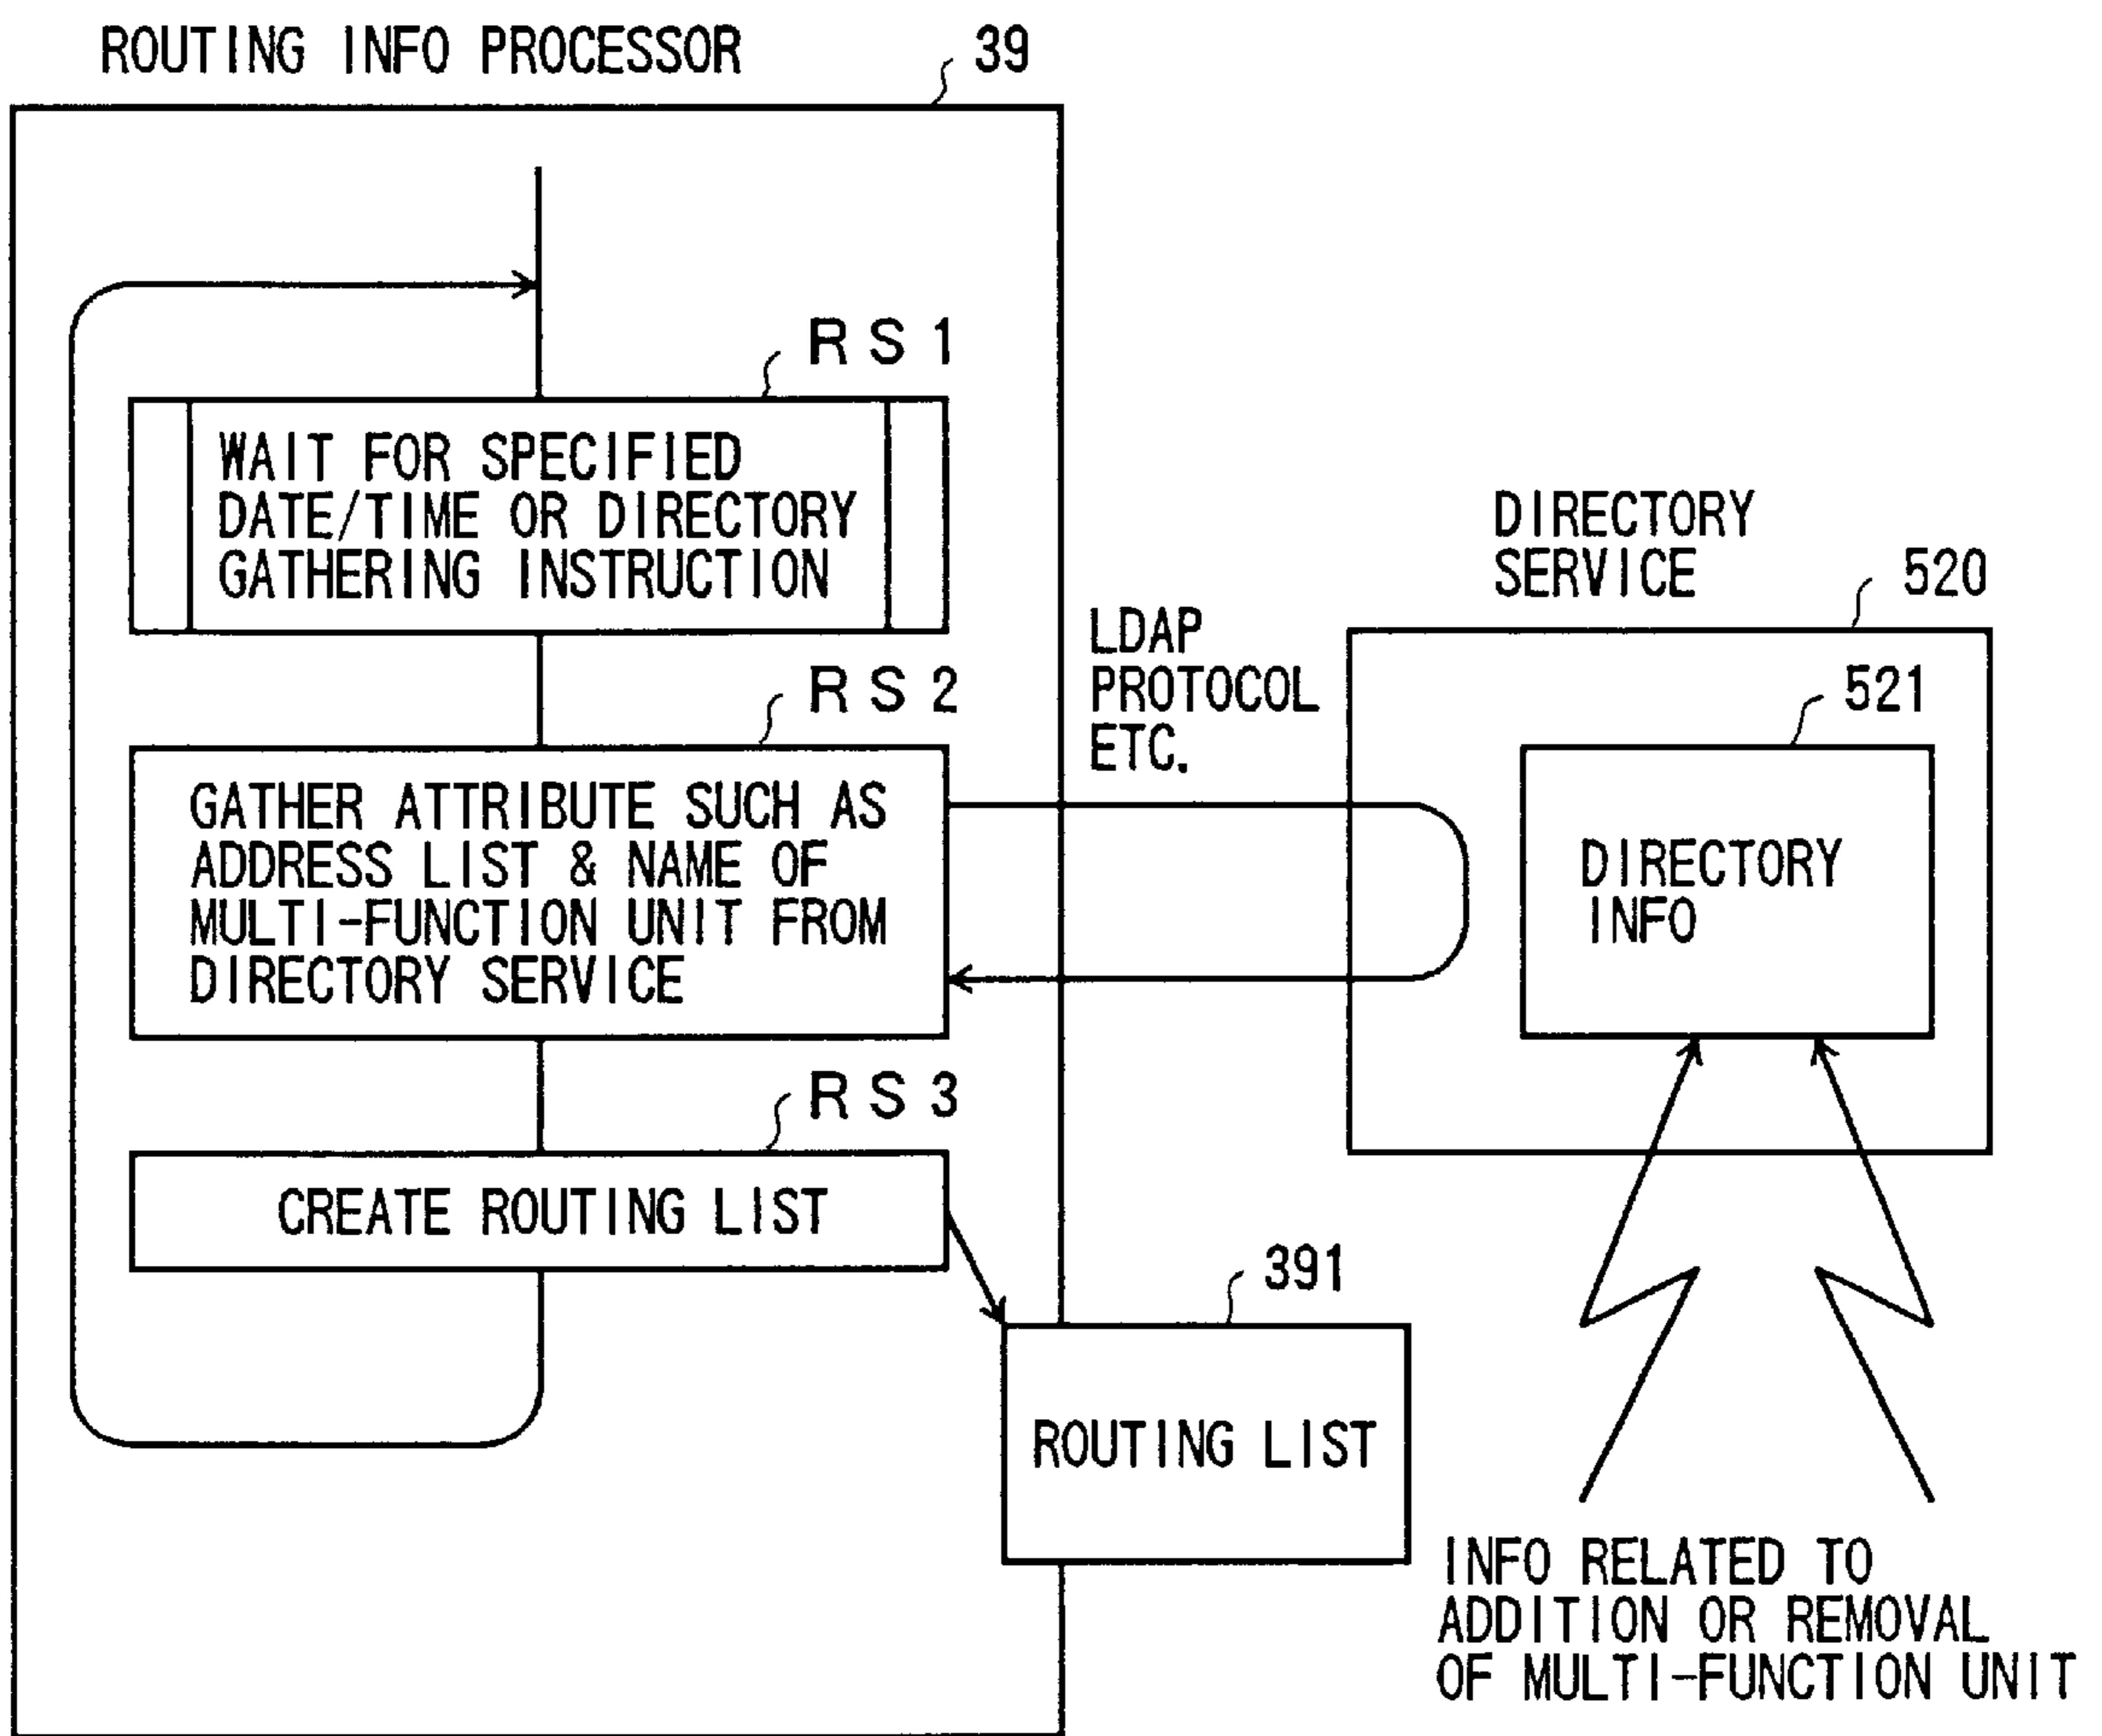 ROUTING INFO PROCESSOR
39
RS1
WAIT FOR SPECIFIED
DATE/TIME OR DIRECTORY
GATHERING INSTRUCTION
RS2
GATHER ATTRIBUTE SUCH AS
ADDRESS LIST & NAME OF
MULTI-FUNCTION UNIT FROM
DIRECTORY SERVICE
RS3
CREATE ROUTING LIST
391
ROUTING LIST
LDAP
PROTOCOL
ETC.
DIRECTORY
SERVICE
520
521
DIRECTORY
INFO
INFO RELATED TO
ADDITION OR REMOVAL
OF MULTI-FUNCTION UNIT